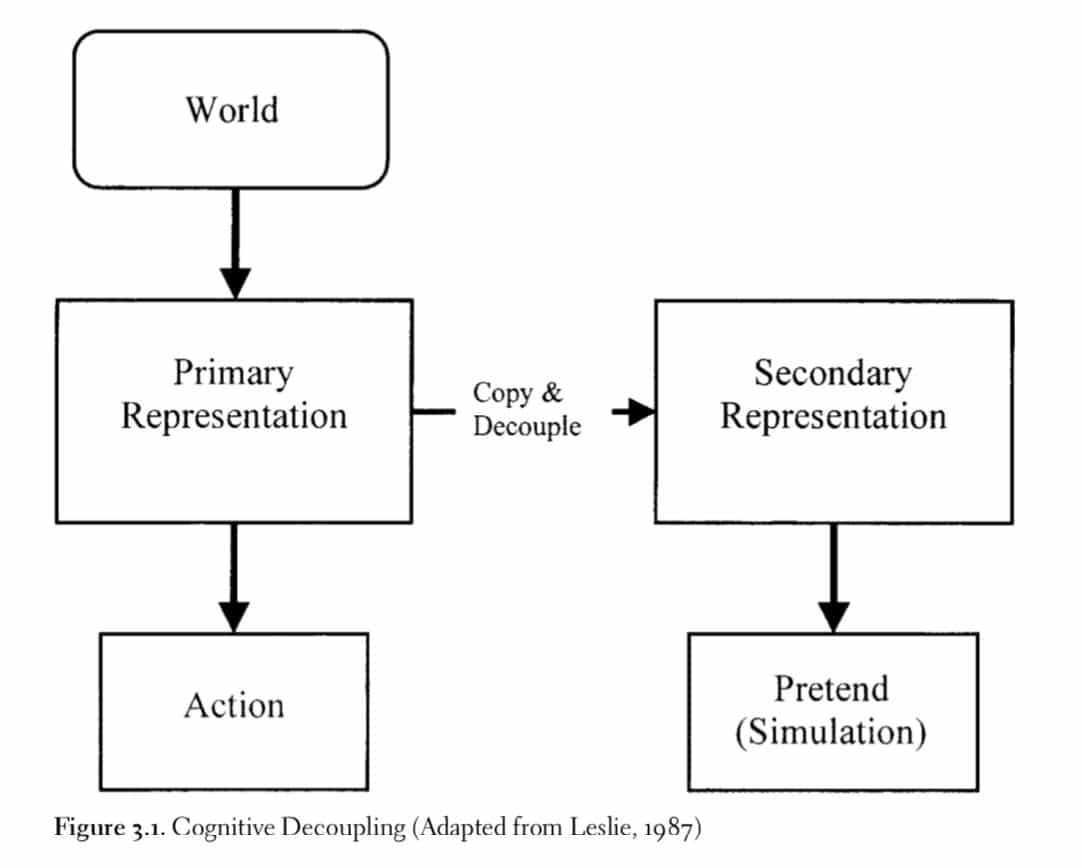 World
Primary
Representation
Copy &
Decouple
Secondary
Representation
Action
Pretend
(Simulation)
Figure 3.1. Cognitive Decoupling (Adapted from Leslie, 1987)